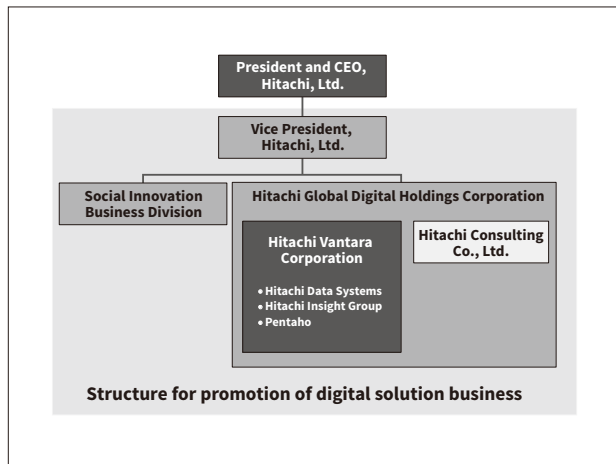 President and CEO,
Hitachi, Ltd.
Vice President,
Hitachi, Ltd.
Social Innovation
Business Division
Hitachi Global Digital Holdings Corporation
Hitachi Vantara
Corporation
• Hitachi Data Systems
• Hitachi Insight Group
• Pentaho
Hitachi Consulting
Co., Ltd.
Structure for promotion of digital solution business